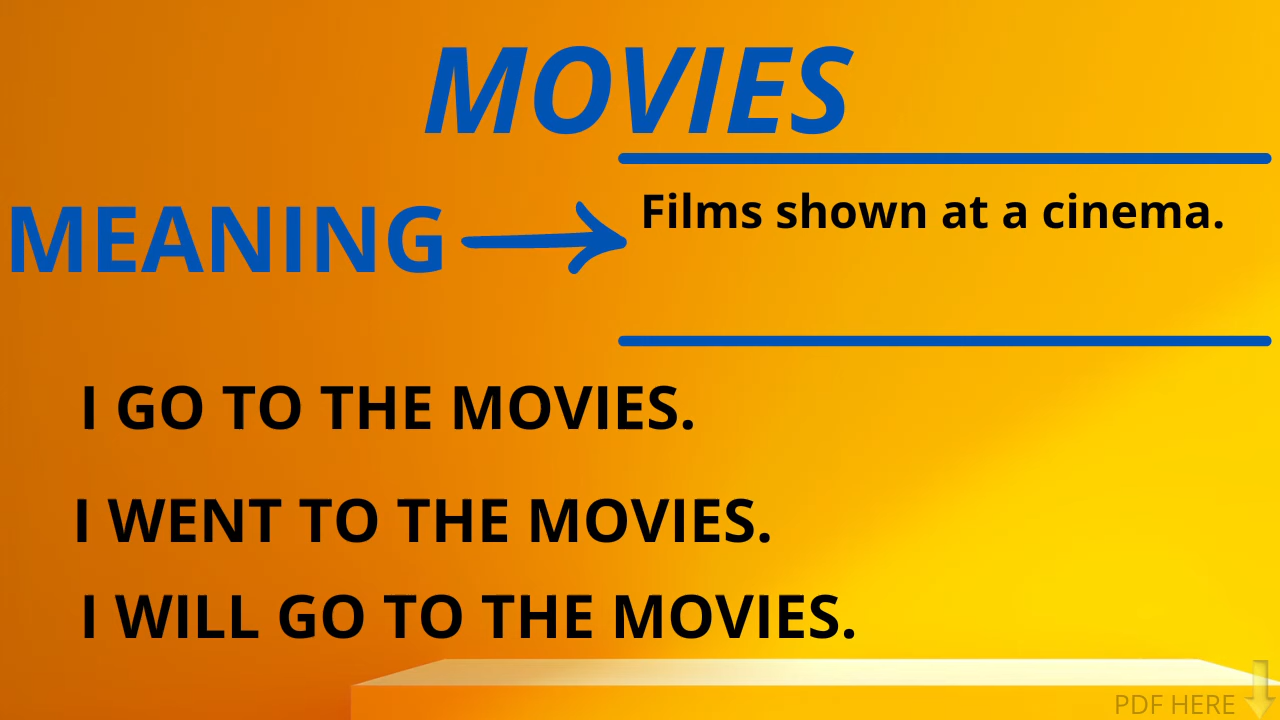 MOVIES
MEANING
Films shown at a cinema.
I GO TO THE MOVIES.
I WENT TO THE MOVIES.
I WILL GO TO THE MOVIES.
PDF HERE